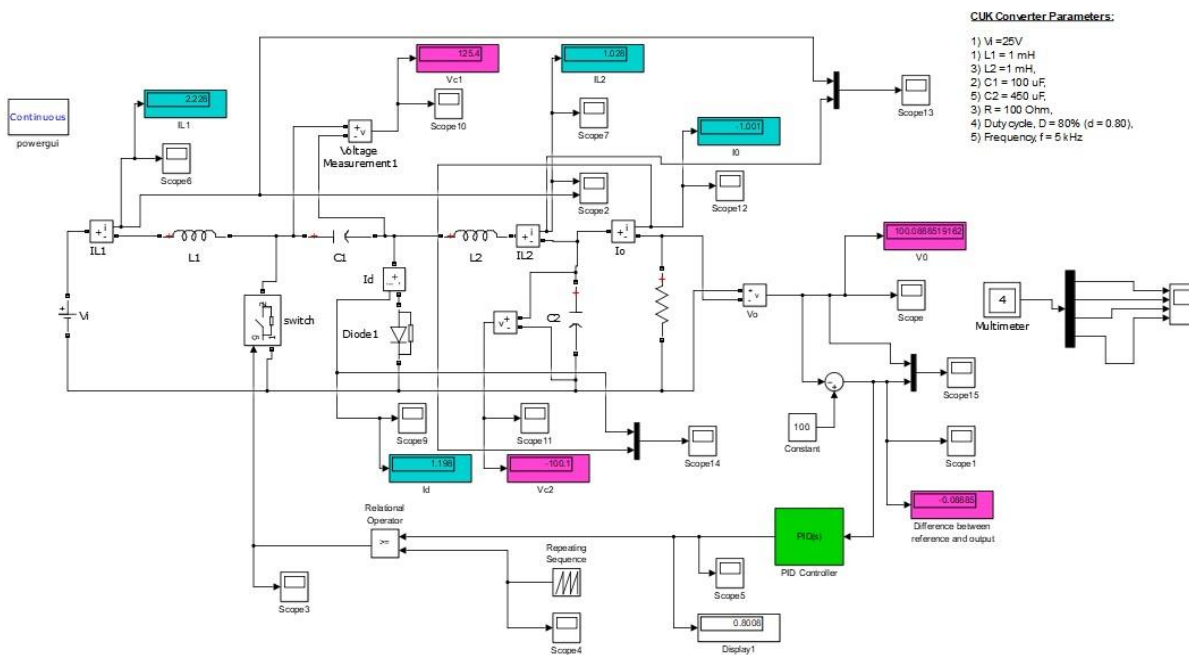 CUK Converter Parameters:
1) Vi =25V
1) L1 = 1 mH
3) L2 =1 mH,
2) C1 = 100 uF,
5) C2 = 450 uF,
3) R = 100 Ohm,
4) Duty cycle, D = 80% (d = 0.80),
5) Frequency, f = 5 kHz
125.4
Vc1
1.028
IL2
2.226
IL1
Continuous
powergui
Scope10
Scope7
Scope13
-1.001
I0
v
Voltage
Measurement1
Scope6
Scope2
Scope12
i
IL1
L1
C1
L2
i
IL2
i
Io
100.0888519162
V0
Id
Vi
switch
Diode1
v
C2
v
Vo
Scope
4
Multimeter
Scope15
100
Constant
Scope9
Scope11
Scope14
Scope1
1.198
Id
-100.1
Vc2
-0.08885
Difference between
reference and output
Relational
Operator
>=
Repeating
Sequence
PID(s)
PID Controller
Scope3
Scope5
Scope4
0.8008
Display1